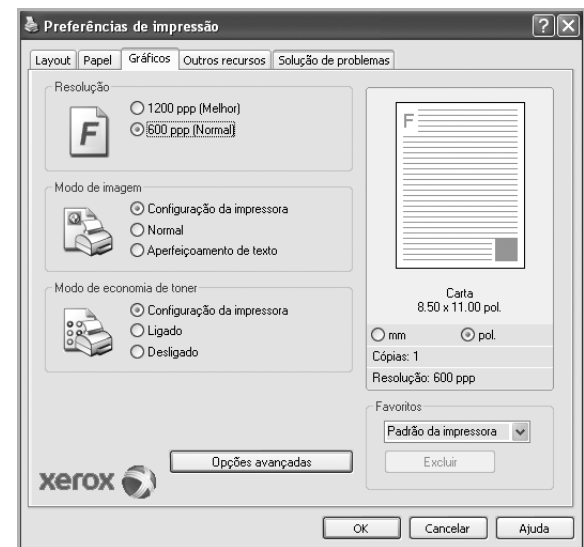 Preferências de impressão
Layout Papel Gráficos Outros recursos Solução de problemas
Resolução
F
1200 ppp (Melhor)
600 ppp (Normal)
Modo de imagem
Configuração da impressora
Normal
Aperfeiçoamento de texto
Modo de economia de toner
Configuração da impressora
Ligado
Desligado
Opções avançadas
xerox
F
Carta
8.50 x 11.00 pol.
mm pol.
Cópias: 1
Resolução: 600 ppp
Favoritos
Padrão da impressora
Excluir
OK Cancelar Ajuda